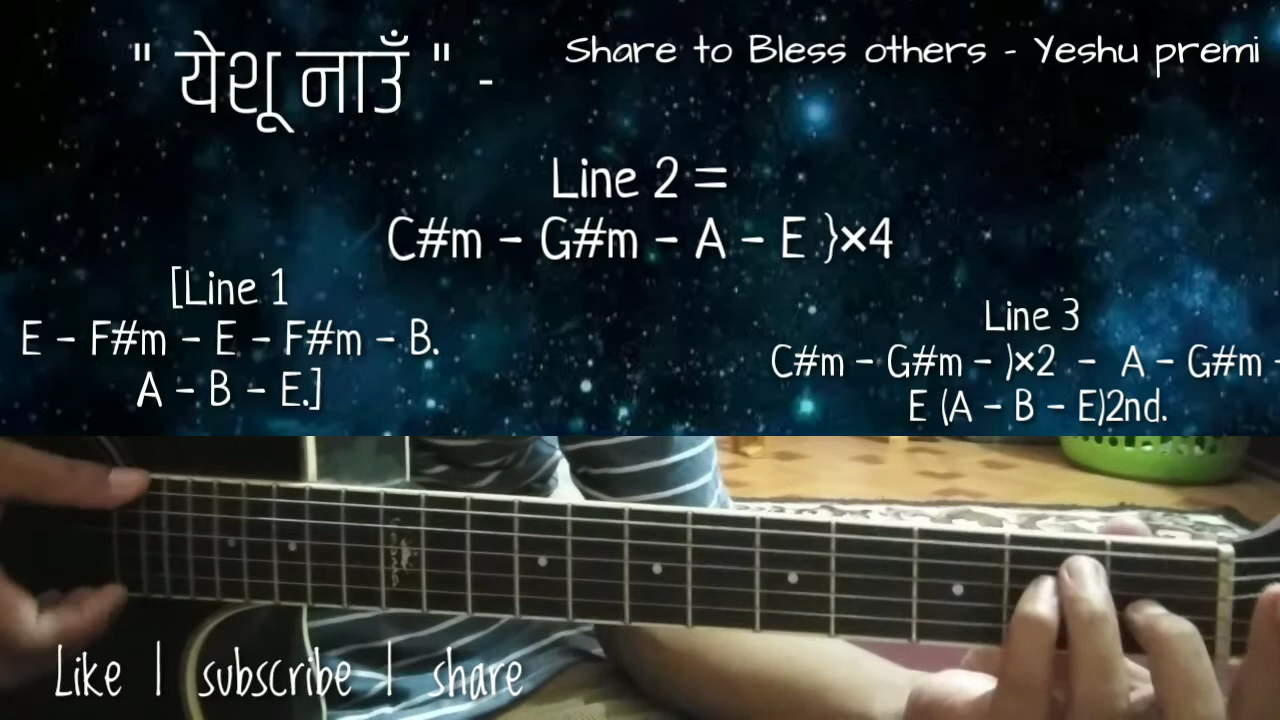 " येशू नाउँ " -
Share to Bless others - Yeshu premi
Line 2 =
C#m - G#m - A - E }×4
[Line 1
E - F#m - E - F#m - B.
A - B - E.]
Line 3
C#m - G#m - )×2 - A - G#m -
E (A - B - E)2nd.
Like | subscribe | share